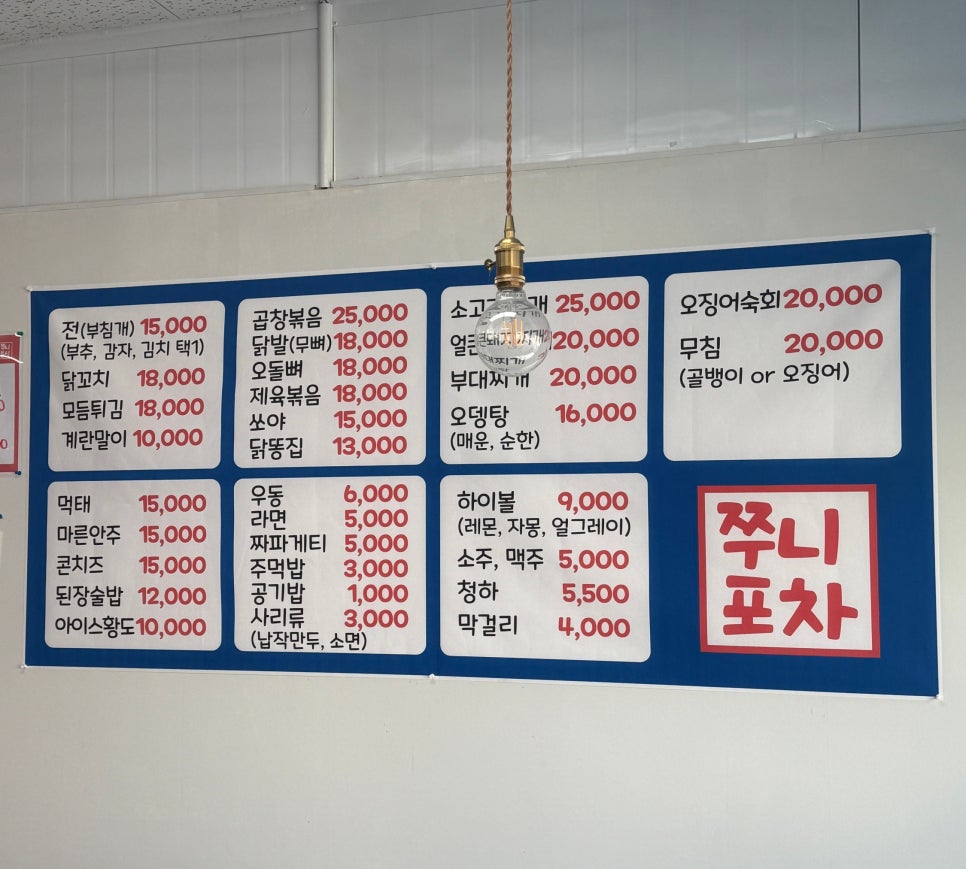 전(부침개) 15,000
(부추, 감자, 김치 택1)
닭꼬치 18,000
모듬튀김 18,000
계란말이 10,000
곱창볶음 25,000
닭발(무뼈) 18,000
오돌뼈 18,000
제육볶음 18,000
쏘야 15,000
닭똥집 13,000
25,000
20,000
부대찌개 20,000
오뎅탕 16,000
(매운, 순한)
오징어숙회 20,000
무침 20,000
(골뱅이 or 오징어)
먹태 15,000
마른안주 15,000
콘치즈 15,000
된장술밥 12,000
아이스황도 10,000
우동 6,000
라면 5,000
짜파게티 5,000
주먹밥 3,000
공기밥 1,000
사리류 3,000
(납작만두, 소면)
하이볼 9,000
(레몬, 자몽, 얼그레이)
소주, 맥주 5,000
청하 5,500
막걸리 4,000
쭈니
포차